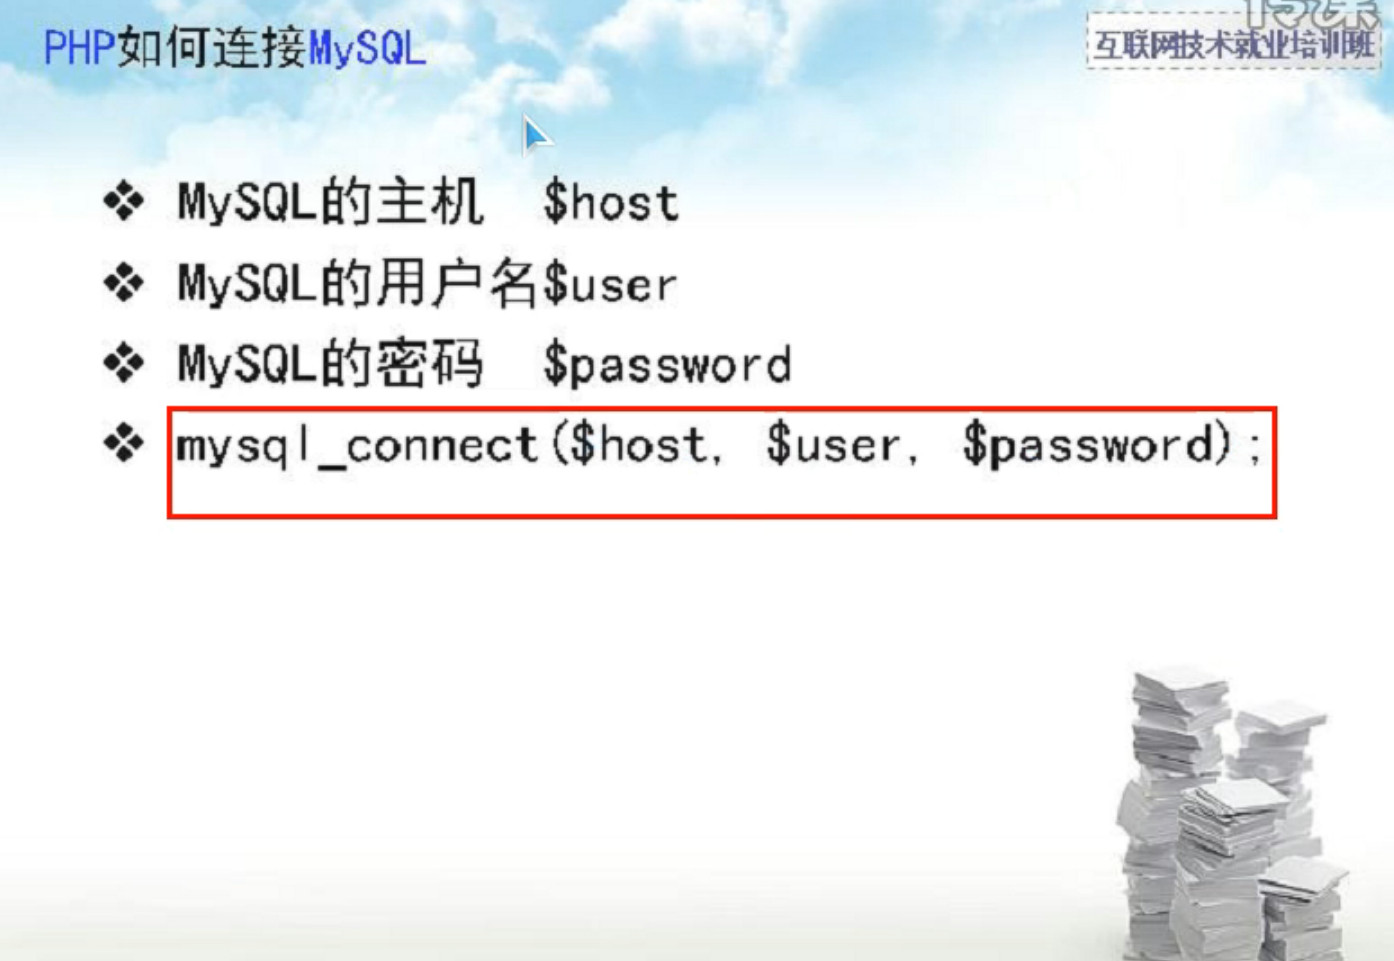 PHP如何连接MySQL
互联网技术就业培训班
❖ MySQL的主机 $host
❖ MySQL的用户名$user
❖ MySQL的密码 $password
❖ mysql_connect($host, $user, $password);